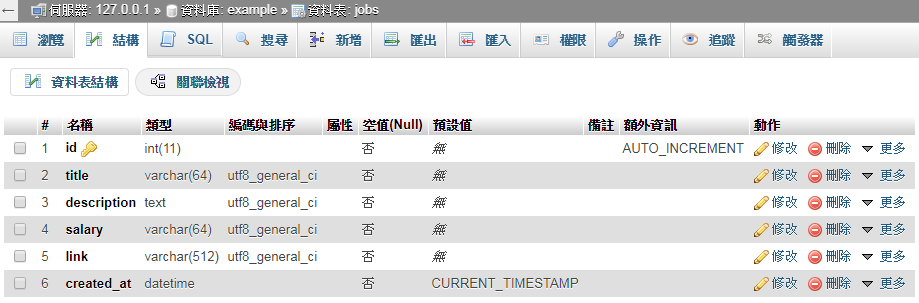 伺服器: 127.0.0.1 » 資料庫: example » 資料表: jobs
瀏覽 結構 SQL 搜尋 新增 匯出 匯入 權限 操作 追蹤 觸發器
資料表結構 關聯檢視
# 名稱 類型 編碼與排序 屬性 空值(Null) 預設值 備註 額外資訊 動作
1 id int(11) 否 無 AUTO_INCREMENT 修改 刪除 更多
2 title varchar(64) utf8_general_ci 否 無 修改 刪除 更多
3 description text utf8_general_ci 否 無 修改 刪除 更多
4 salary varchar(64) utf8_general_ci 否 無 修改 刪除 更多
5 link varchar(512) utf8_general_ci 否 無 修改 刪除 更多
6 created_at datetime 否 CURRENT_TIMESTAMP 修改 刪除 更多